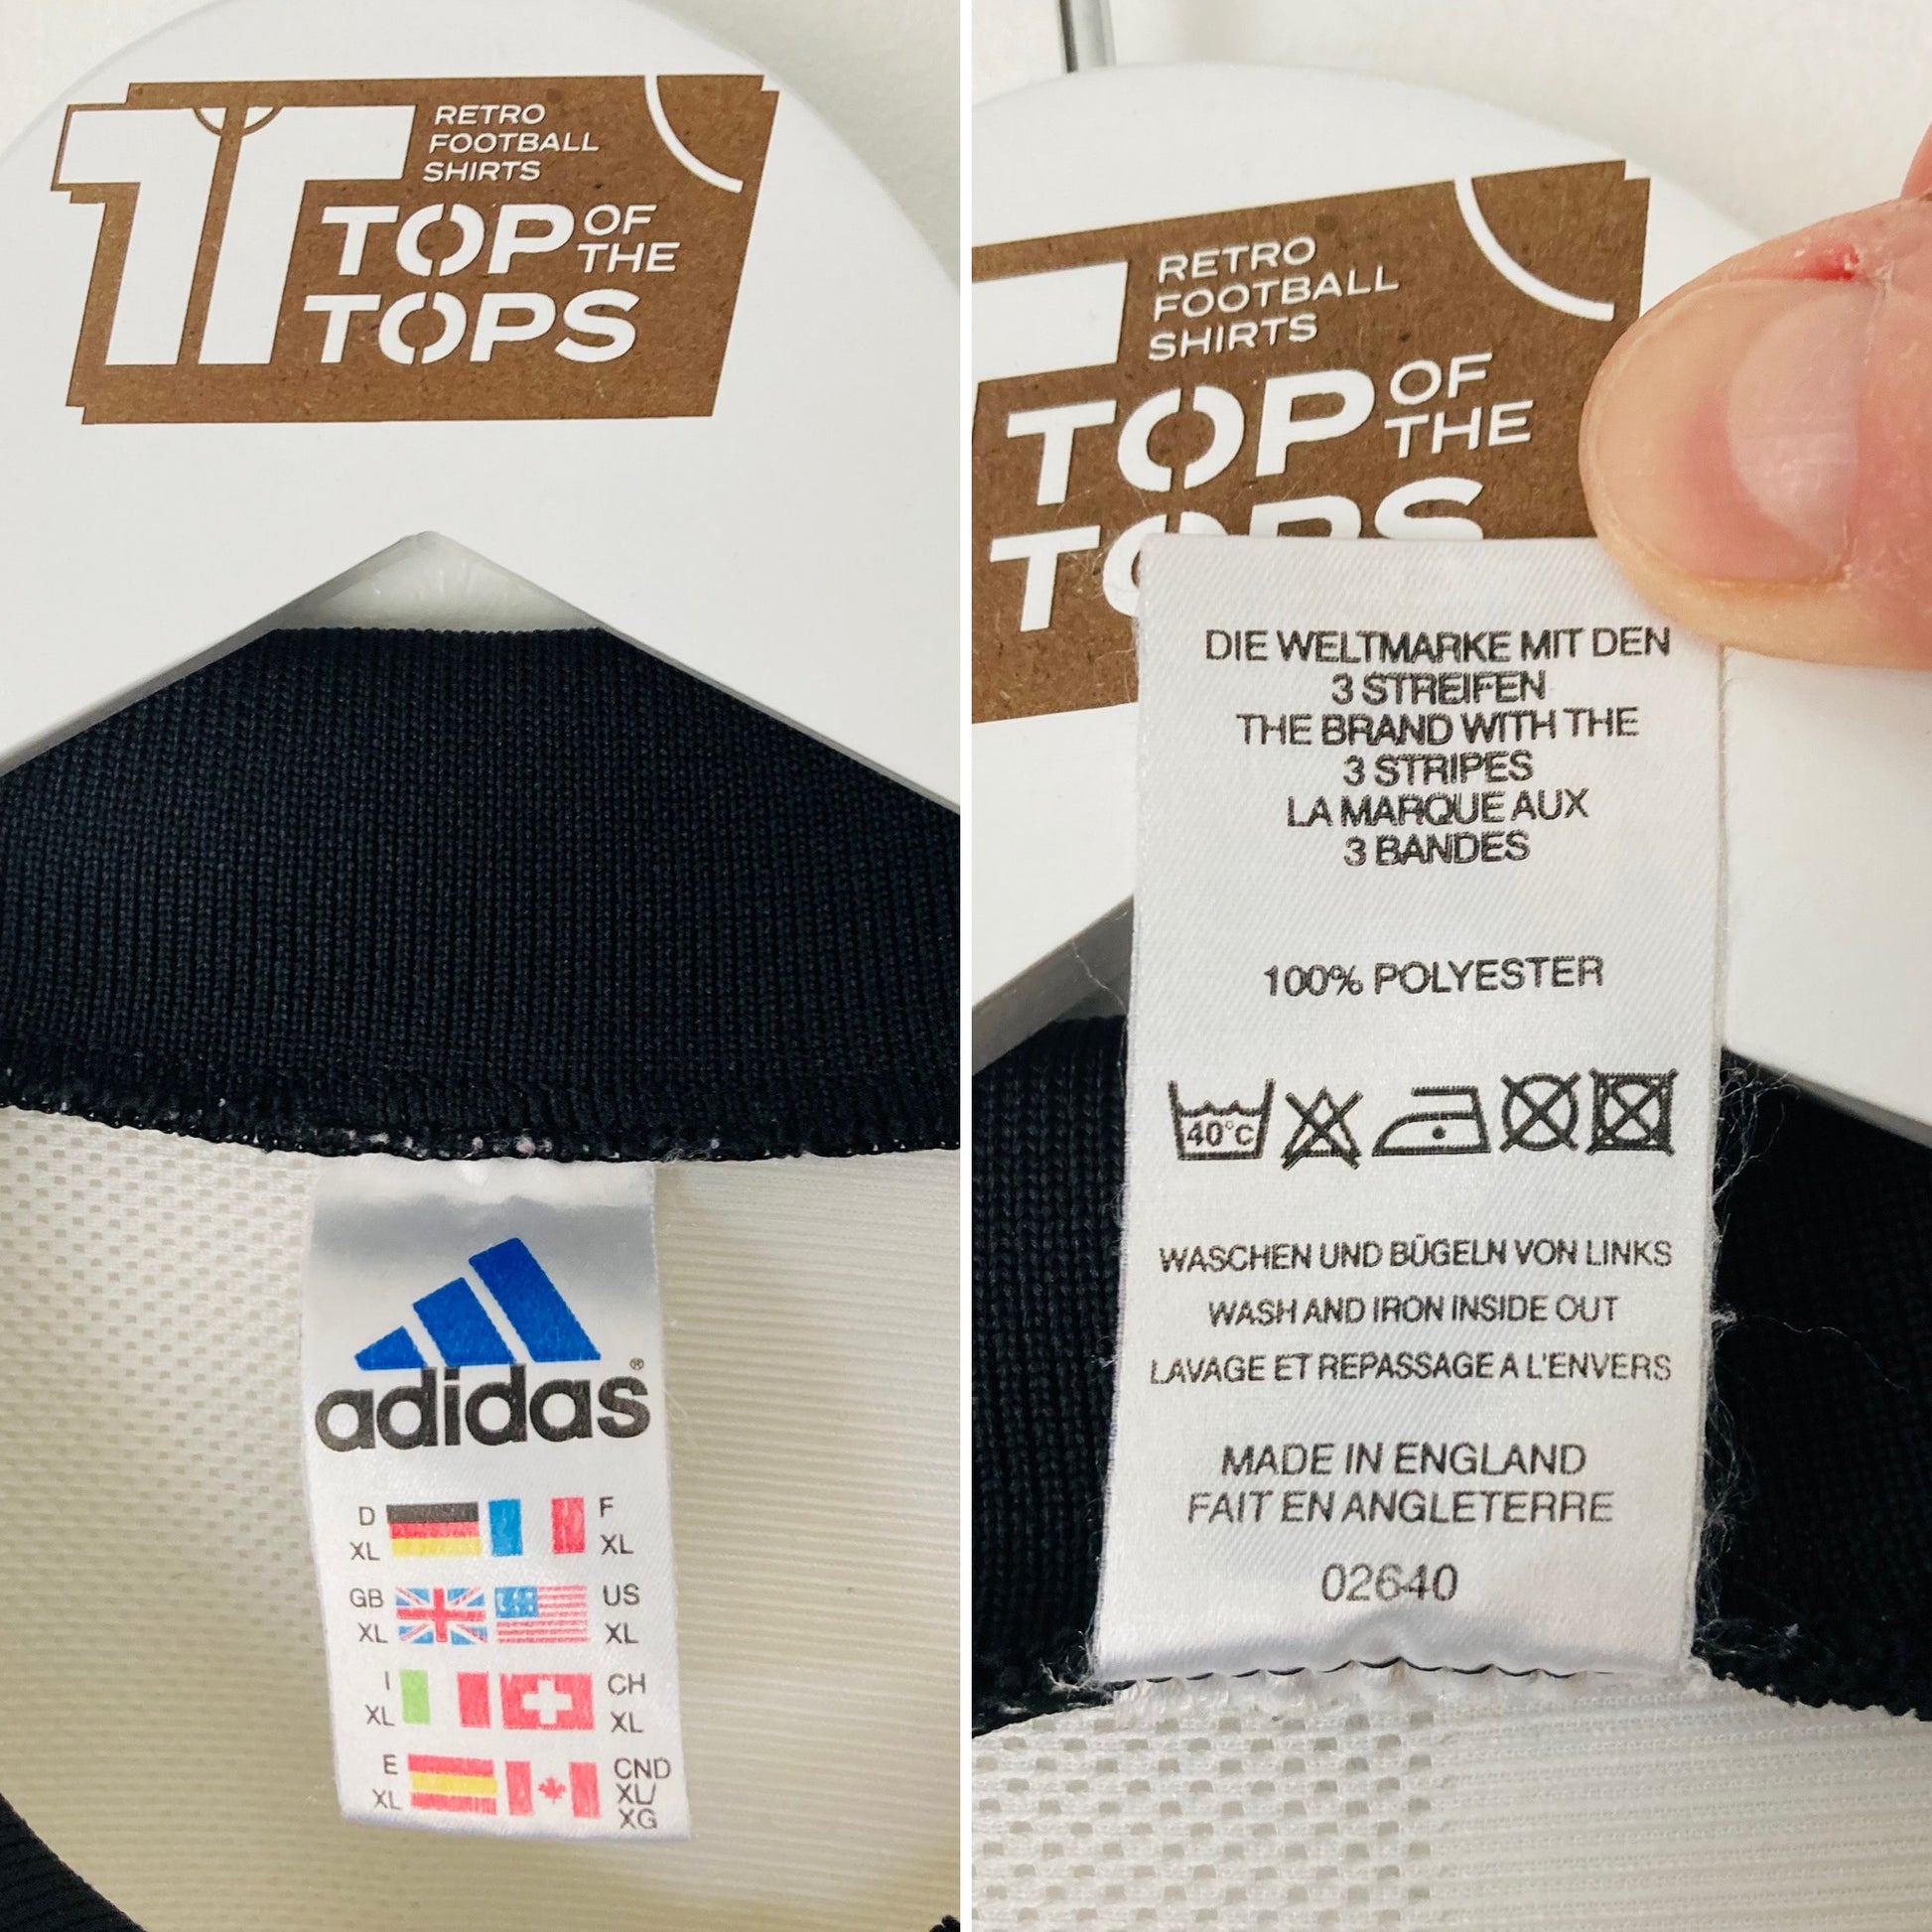 RETRO
FOOTBALL
SHIRTS
TOP OF THE
TOPS
adidas®
D XL F XL
GB XL US XL
I XL CH XL
E XL CND XL/ XG
RETRO
FOOTBALL
SHIRTS
TOP OF THE
TOPS
DIE WELTMARKE MIT DEN
3 STREIFEN
THE BRAND WITH THE
3 STRIPES
LA MARQUE AUX
3 BANDES
100% POLYESTER
40°c
WASCHEN UND BÜGELN VON LINKS
WASH AND IRON INSIDE OUT
LAVAGE ET REPASSAGE A L'ENVERS
MADE IN ENGLAND
FAIT EN ANGLETERRE
02640